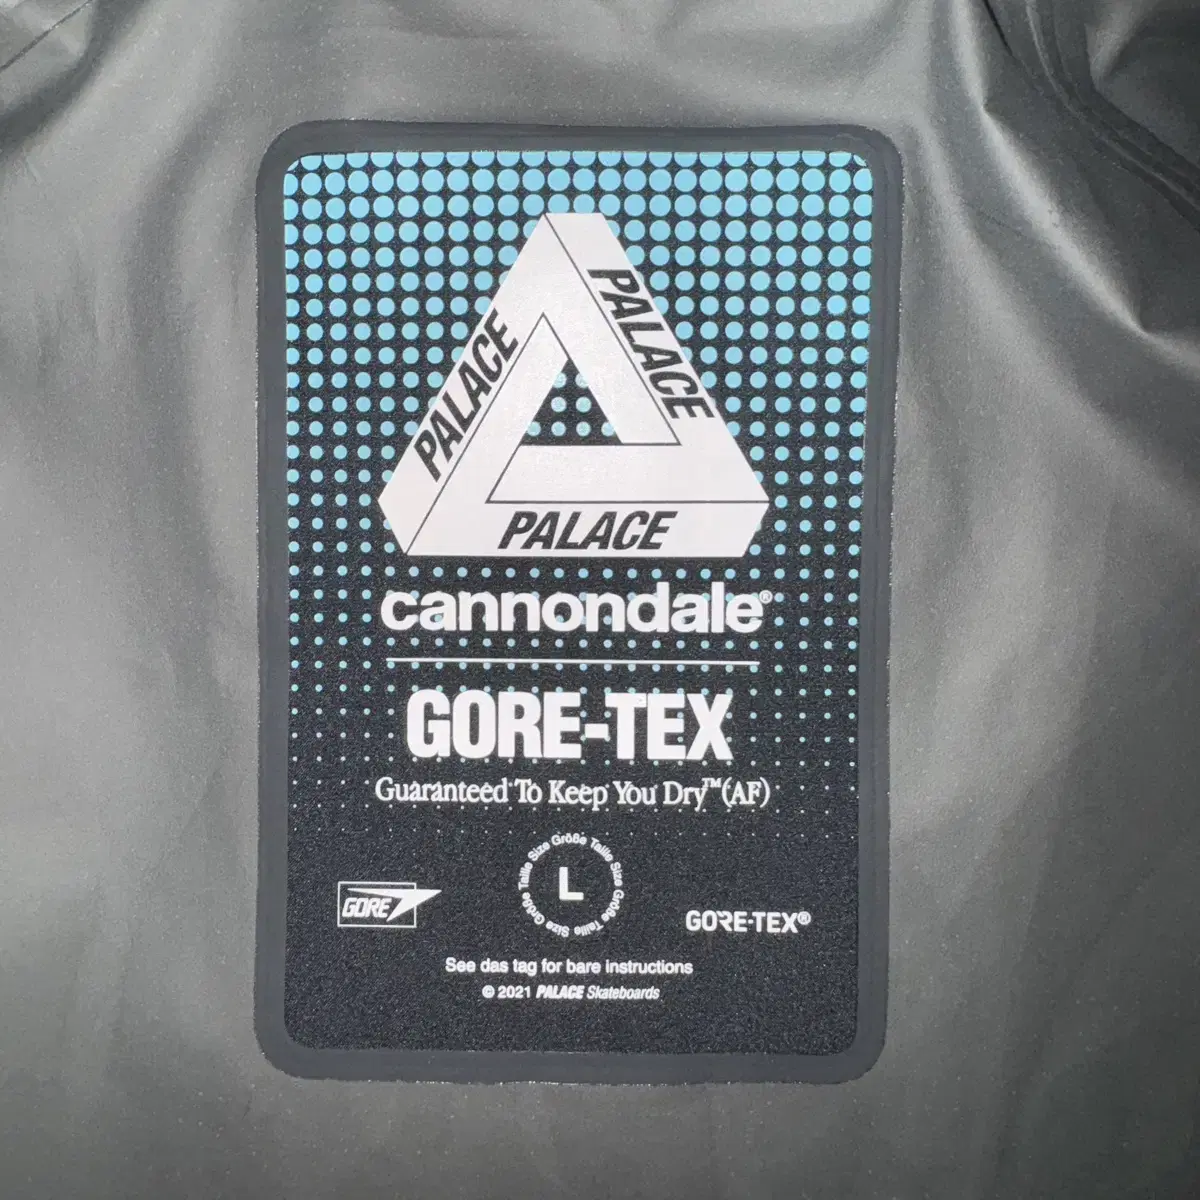 PALACE
PALACE
PALACE
cannondale®
GORE-TEX
Guaranteed To Keep You Dry™(AF)
Size Größe Taille Size Größe Taille Size Größe Taille
L
GORE
GORE-TEX®
See das tag for bare instructions
© 2021 PALACE Skateboards